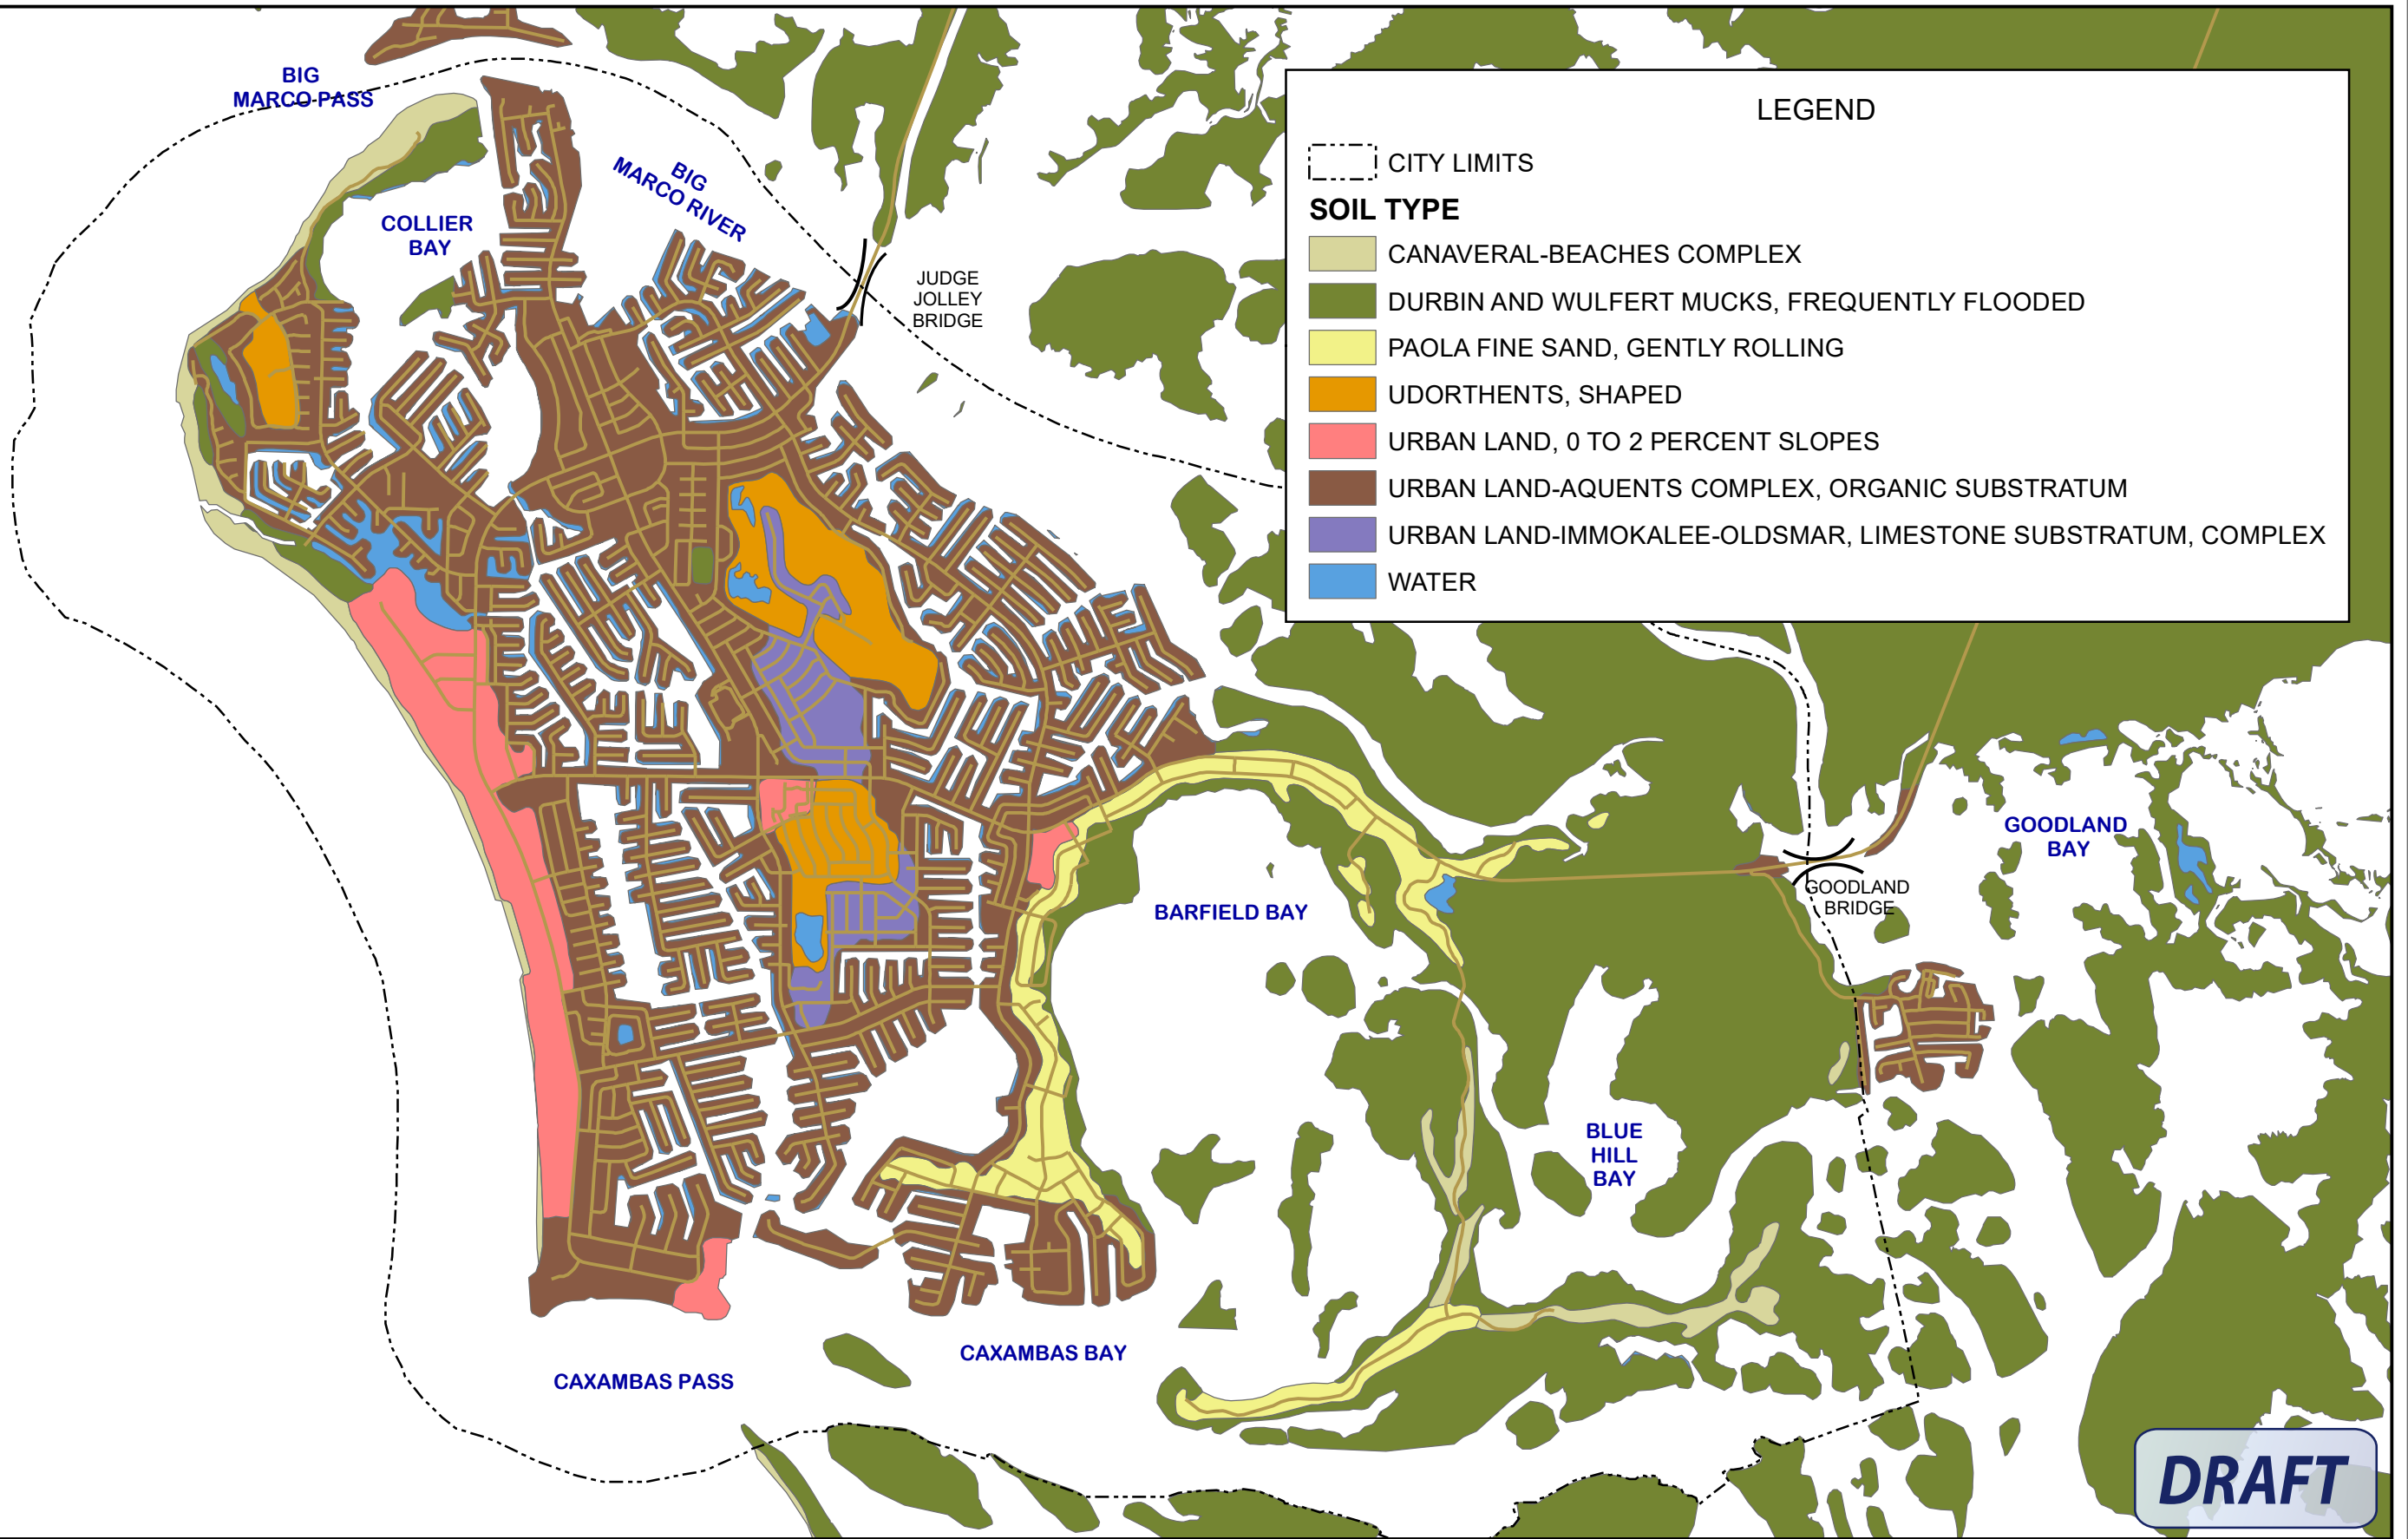 BIG
MARCO PASS
COLLIER
BAY
BIG
MARCO RIVER
JUDGE
JOLLEY
BRIDGE
LEGEND
CITY LIMITS
SOIL TYPE
CANAVERAL-BEACHES COMPLEX
DURBIN AND WULFERT MUCKS, FREQUENTLY FLOODED
PAOLA FINE SAND, GENTLY ROLLING
UDORTHENTS, SHAPED
URBAN LAND, 0 TO 2 PERCENT SLOPES
URBAN LAND-AQUENTS COMPLEX, ORGANIC SUBSTRATUM
URBAN LAND-IMMOKALEE-OLDSMAR, LIMESTONE SUBSTRATUM, COMPLEX
WATER
GOODLAND
BAY
GOODLAND
BRIDGE
BARFIELD BAY
BLUE
HILL
BAY
CAXAMBAS BAY
CAXAMBAS PASS
DRAFT